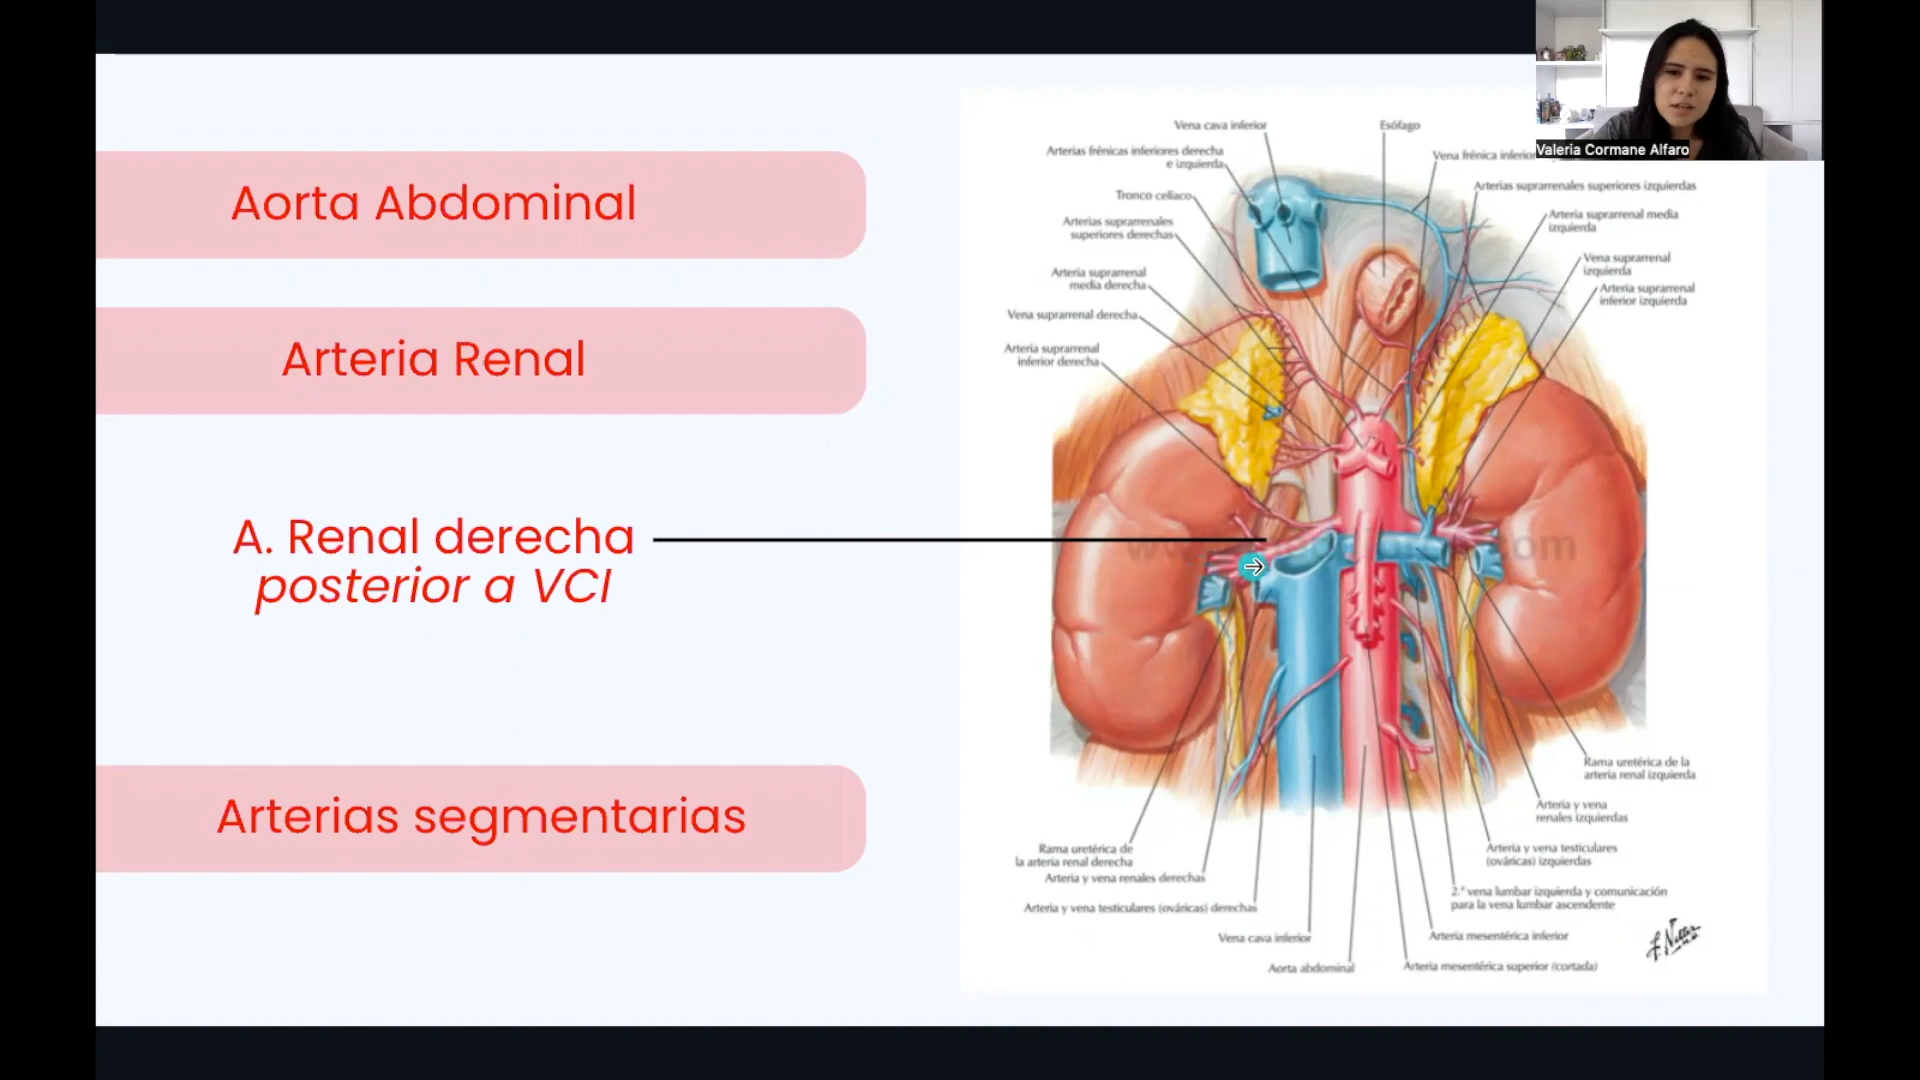 Aorta Abdominal
Arteria Renal
A. Renal derecha
posterior a VCI
Arterias segmentarias
Valeria Cormane Alfaro
Vena cava inferior
Esófago
Arterias frénicas inferiores derecha
e izquierda
Vena frénica inferior
Tronco celíaco
Arterias suprarrenales superiores izquierdas
Arterias suprarrenales
superiores derechas
Arteria suprarrenal media
izquierda
Arteria suprarrenal
media derecha
Vena suprarrenal
izquierda
Vena suprarrenal derecha
Arteria suprarrenal
inferior izquierda
Arteria suprarrenal
inferior derecha
Rama uretérica de la
arteria renal izquierda
Arteria y vena
renales izquierdas
Rama uretérica de
la arteria renal derecha
Arteria y vena testiculares
(ováricas) izquierdas
Arteria y vena renales derechas
2.ª vena lumbar izquierda y comunicación
para la vena lumbar ascendente
Arteria y vena testiculares (ováricas) derechas
Vena cava inferior
Arteria mesentérica inferior
Aorta abdominal
Arteria mesentérica superior (cortada)